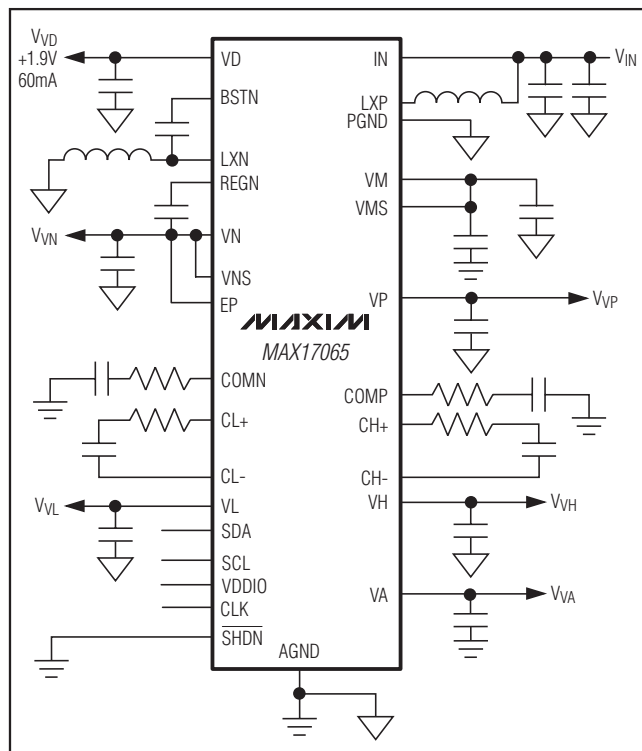 V_VD
+1.9V
60mA
VD
BSTN
LXN
REGN
V_VN
VN
VNS
EP
COMN
CL+
CL-
V_VL
VL
SDA
SCL
VDDIO
CLK
SHDN
IN
V_IN
LXP
PGND
VM
VMS
VP
V_VP
MAXIM
MAX17065
COMP
CH+
CH-
VH
V_VH
VA
V_VA
AGND